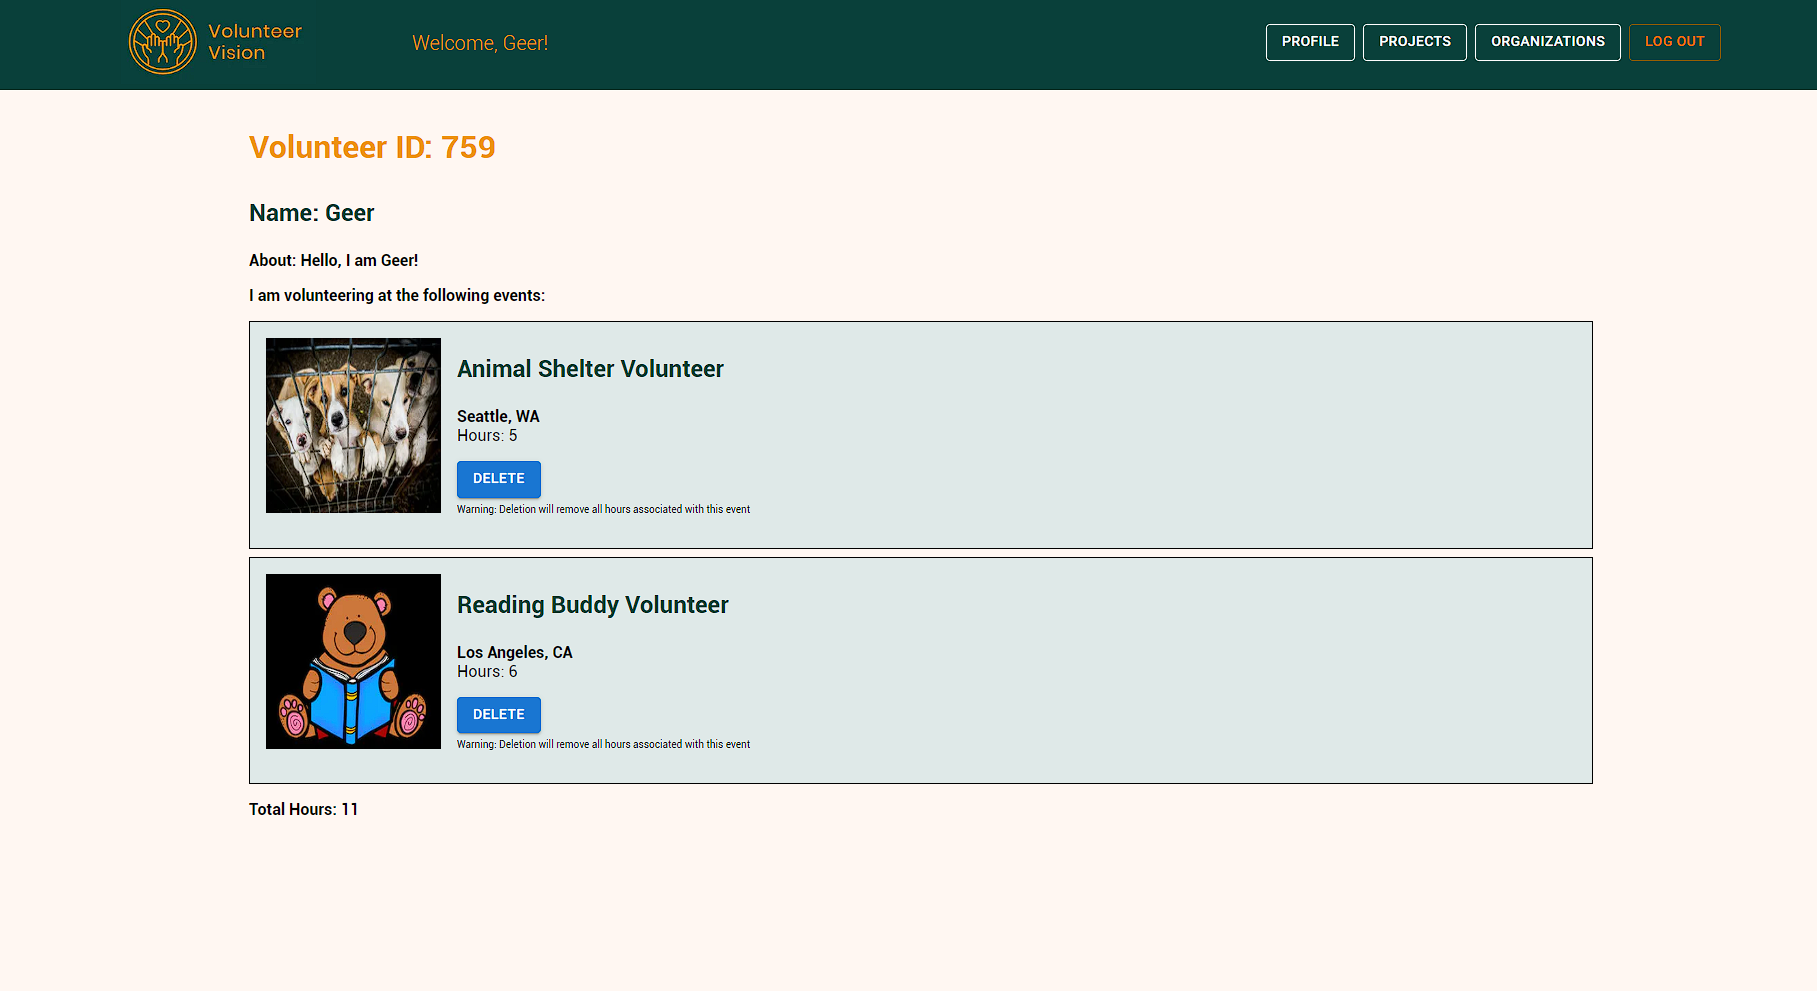 Volunteer
Vision
Welcome, Geer!
PROFILE
PROJECTS
ORGANIZATIONS
LOG OUT
Volunteer ID: 759
Name: Geer
About: Hello, I am Geer!
I am volunteering at the following events:
Animal Shelter Volunteer
Seattle, WA
Hours: 5
DELETE
Warning: Deletion will remove all hours associated with this event
Reading Buddy Volunteer
Los Angeles, CA
Hours: 6
DELETE
Warning: Deletion will remove all hours associated with this event
Total Hours: 11